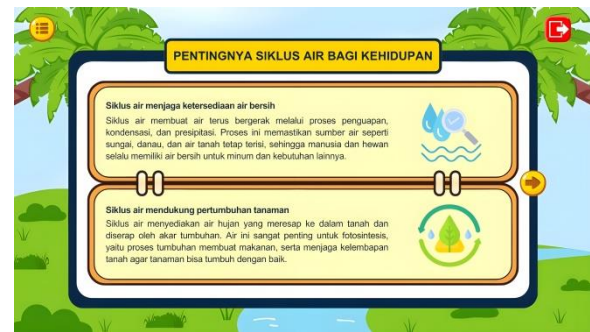 PENTINGNYA SIKLUS AIR BAGI KEHIDUPAN
Siklus air menjaga ketersediaan air bersih
Siklus air membuat air terus bergerak melalui proses penguapan,
kondensasi, dan presipitasi. Proses ini memastikan sumber air seperti
sungai, danau, dan air tanah tetap terisi, sehingga manusia dan hewan
selalu memiliki air bersih untuk minum dan kebutuhan lainnya.
Siklus air mendukung pertumbuhan tanaman
Siklus air menyediakan air hujan yang meresap ke dalam tanah dan
diserap oleh akar tumbuhan. Air ini sangat penting untuk fotosintesis,
yaitu proses tumbuhan membuat makanan, serta menjaga kelembapan
tanah agar tanaman bisa tumbuh dengan baik.